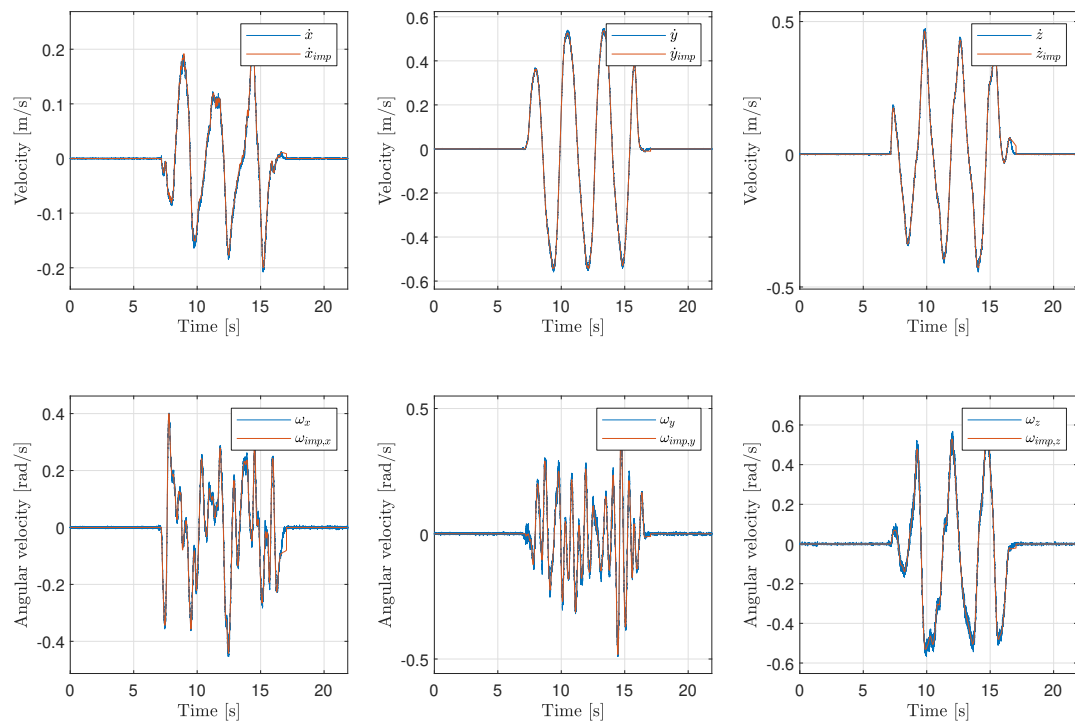 ẋ
ẋ_imp
0.2
0.1
0
-0.1
-0.2
Velocity [m/s]
0 5 10 15 20
Time [s]
ẏ
ẏ_imp
0.6
0.4
0.2
0
-0.2
-0.4
-0.6
Velocity [m/s]
0 5 10 15 20
Time [s]
ż
ż_imp
0.5
0
-0.5
Velocity [m/s]
0 5 10 15 20
Time [s]
ω_x
ω_imp,x
0.4
0.2
0
-0.2
-0.4
Angular velocity [rad/s]
0 5 10 15 20
Time [s]
ω_y
ω_imp,y
0.5
0
-0.5
Angular velocity [rad/s]
0 5 10 15 20
Time [s]
ω_z
ω_imp,z
0.6
0.4
0.2
0
-0.2
-0.4
-0.6
Angular velocity [rad/s]
0 5 10 15 20
Time [s]